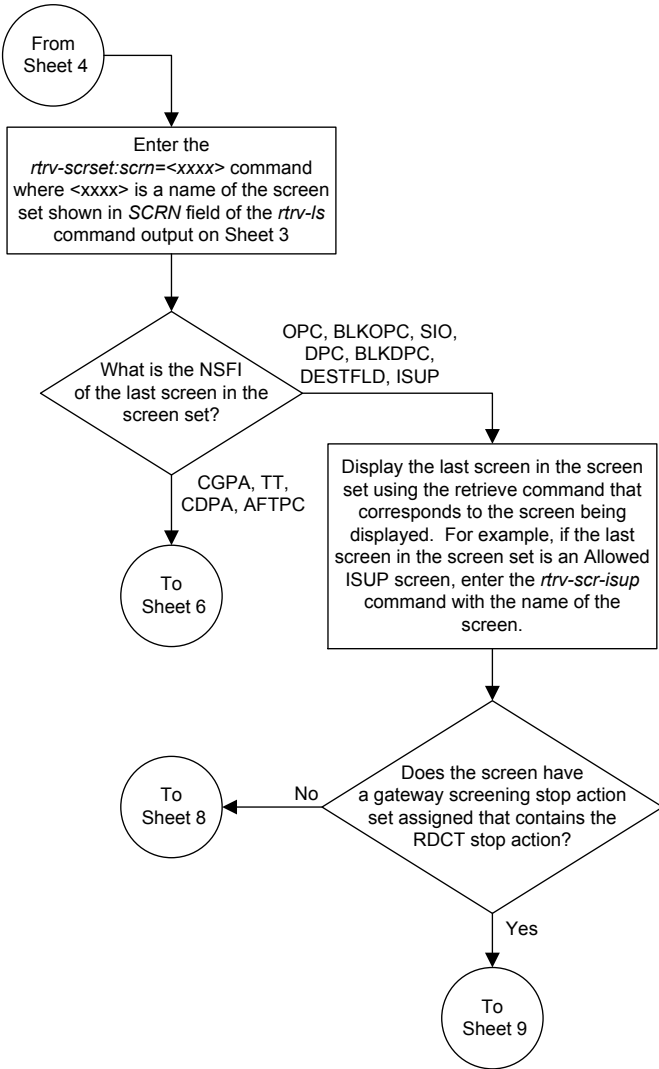 From
Sheet 4
Enter the
rtrv-scrset:scrn=<xxxx> command
where <xxxx> is a name of the screen
set shown in SCRN field of the rtrv-ls
command output on Sheet 3
What is the NSFI
of the last screen in the
screen set?
OPC, BLKOPC, SIO,
DPC, BLKDPC,
DESTFLD, ISUP
CGPA, TT,
CDPA, AFTPC
To
Sheet 6
Display the last screen in the screen
set using the retrieve command that
corresponds to the screen being
displayed. For example, if the last
screen in the screen set is an Allowed
ISUP screen, enter the rtrv-scr-isup
command with the name of the
screen.
Does the screen have
a gateway screening stop action
set assigned that contains the
RDCT stop action?
No
To
Sheet 8
Yes
To
Sheet 9